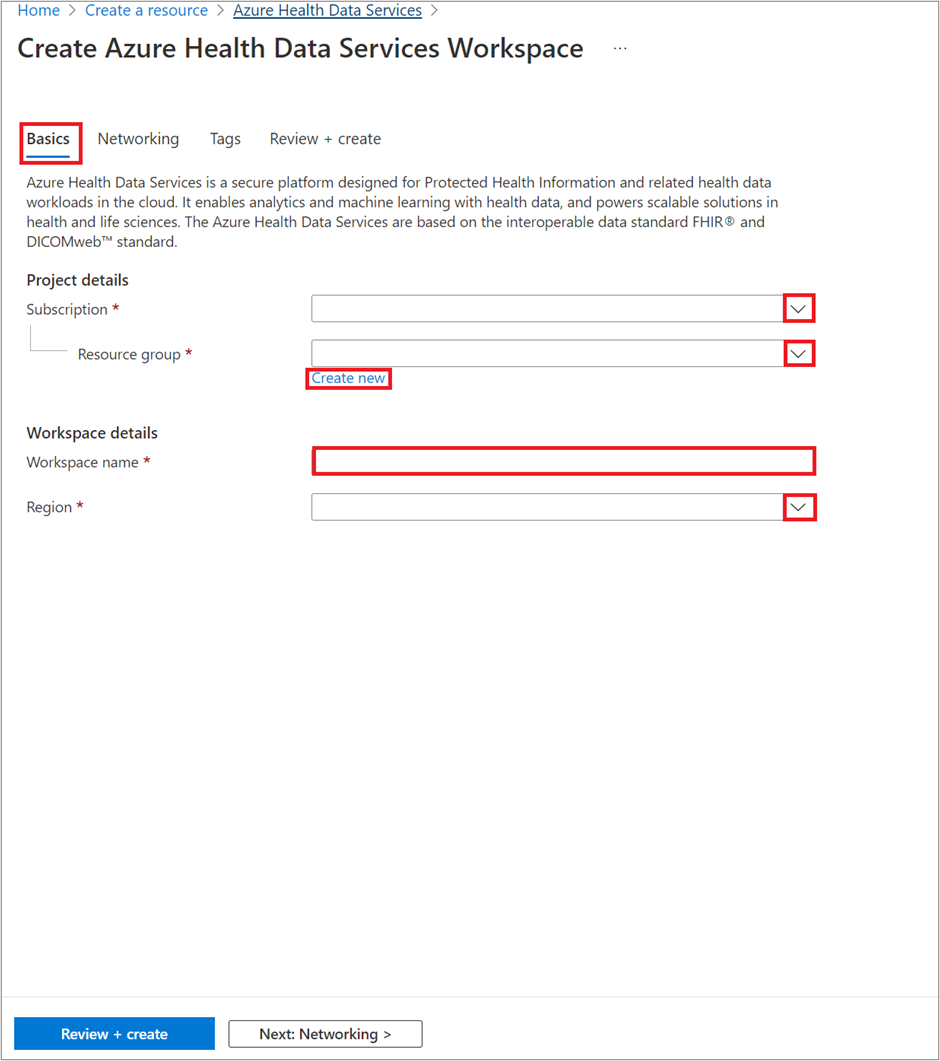 Home > Create a resource > Azure Health Data Services >
Create Azure Health Data Services Workspace ...
Basics Networking Tags Review + create
Azure Health Data Services is a secure platform designed for Protected Health Information and related health data
workloads in the cloud. It enables analytics and machine learning with health data, and powers scalable solutions in
health and life sciences. The Azure Health Data Services are based on the interoperable data standard FHIR® and
DICOMweb™ standard.
Project details
Subscription *
Resource group *
Create new
Workspace details
Workspace name *
Region *
Review + create Next: Networking >